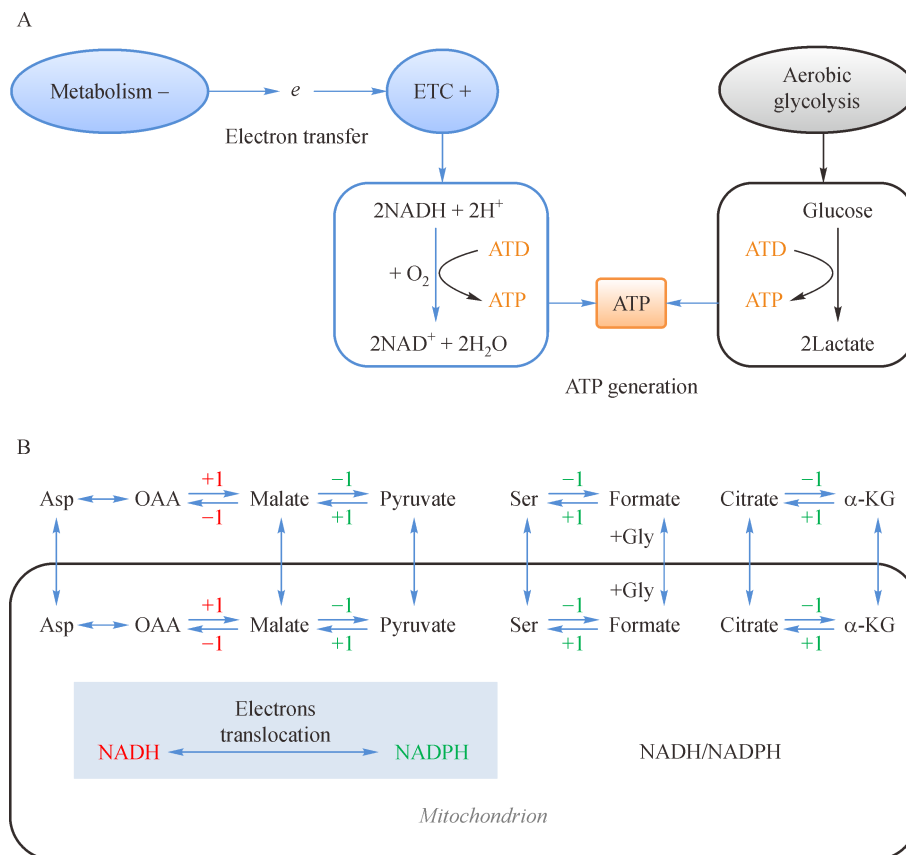 A
Metabolism –
e
ETC +
Aerobic
glycolysis
Electron transfer
2NADH + 2H⁺
Glucose
ATD
ATD
+ O₂
ATP
ATP
ATP
2NAD⁺ + 2H₂O
2Lactate
ATP generation
B
+1 –1 –1 –1
Asp OAA Malate Pyruvate Ser Formate Citrate α-KG
–1 +1 +1 +1
+Gly
+Gly
+1 –1 –1 –1
Asp OAA Malate Pyruvate Ser Formate Citrate α-KG
–1 +1 +1 +1
Electrons
translocation
NADH NADPH
NADH/NADPH
Mitochondrion